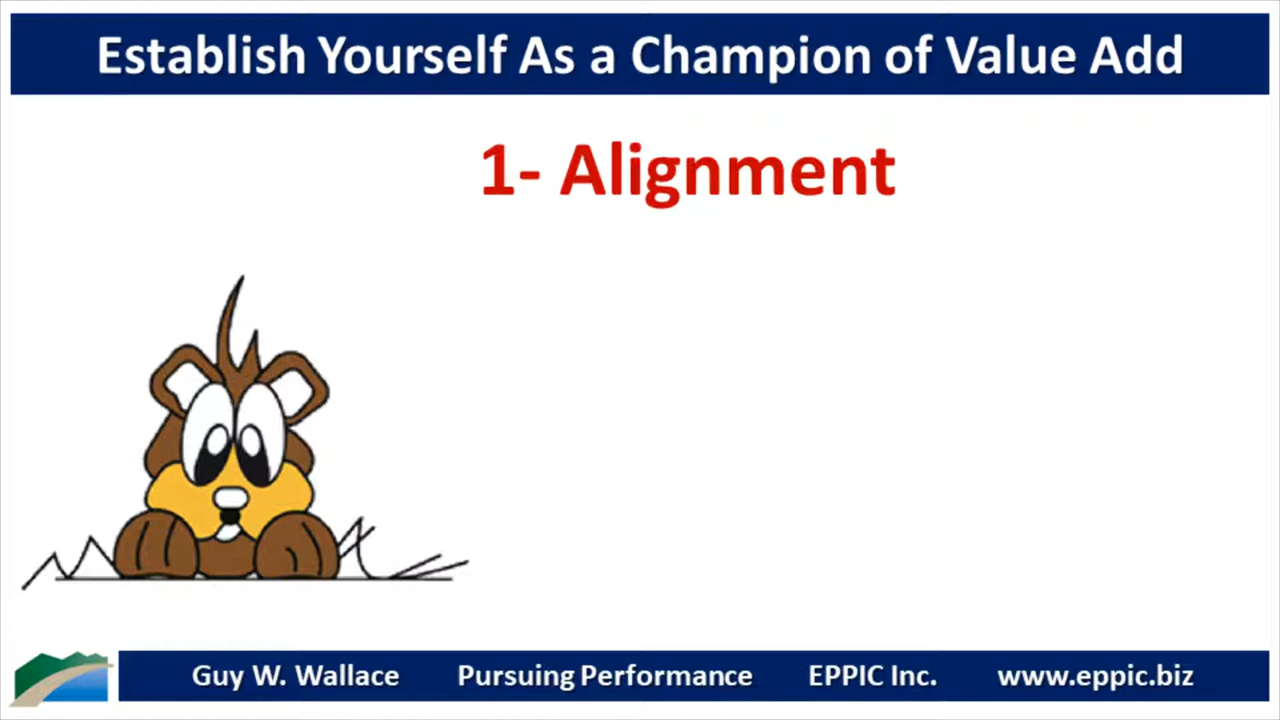 Establish Yourself As a Champion of Value Add
1- Alignment
Guy W. Wallace Pursuing Performance EPPIC Inc. www.eppic.biz